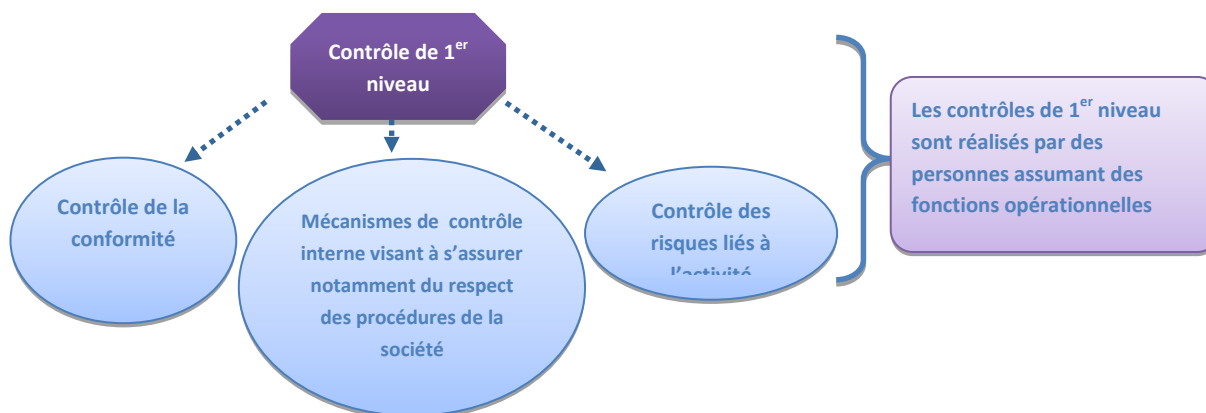 Contrôle de 1er
niveau
Contrôle de la
conformité
Mécanismes de contrôle
interne visant à s’assurer
notamment du respect
des procédures de la
société
Contrôle des
risques liés à
l’activité
Les contrôles de 1er niveau
sont réalisés par des
personnes assumant des
fonctions opérationnelles